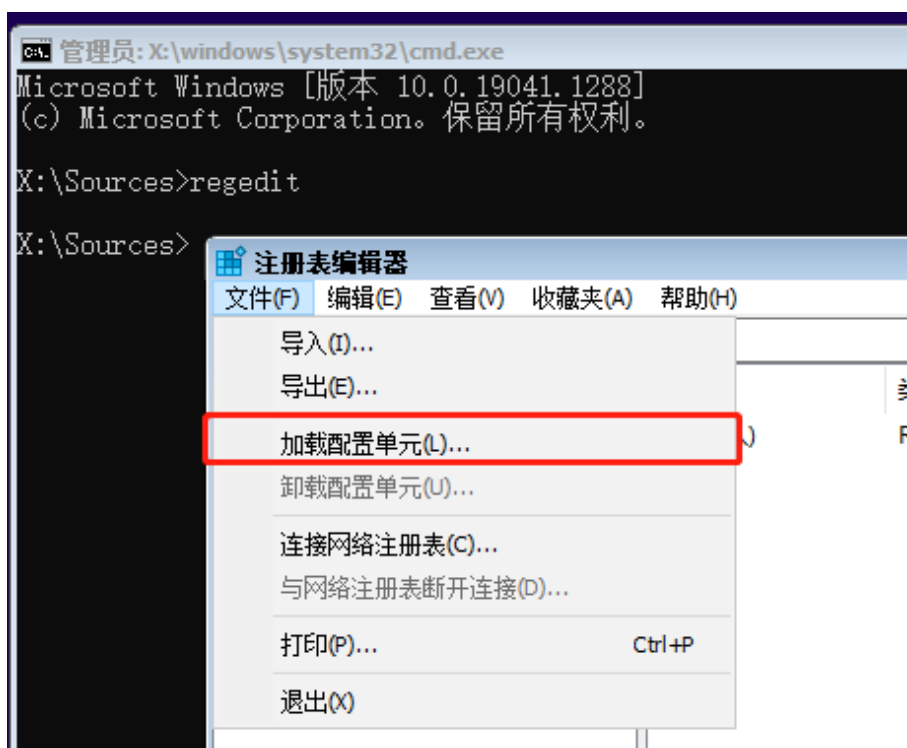 管理员: X:\windows\system32\cmd.exe
Microsoft Windows [版本 10.0.19041.1288]
(c) Microsoft Corporation。保留所有权利。
X:\Sources>regedit
X:\Sources>
注册表编辑器
文件(F) 编辑(E) 查看(V) 收藏夹(A) 帮助(H)
导入(I)...
导出(E)...
加载配置单元(L)...
卸载配置单元(U)...
连接网络注册表(C)...
与网络注册表断开连接(D)...
打印(P)... Ctrl+P
退出(X)